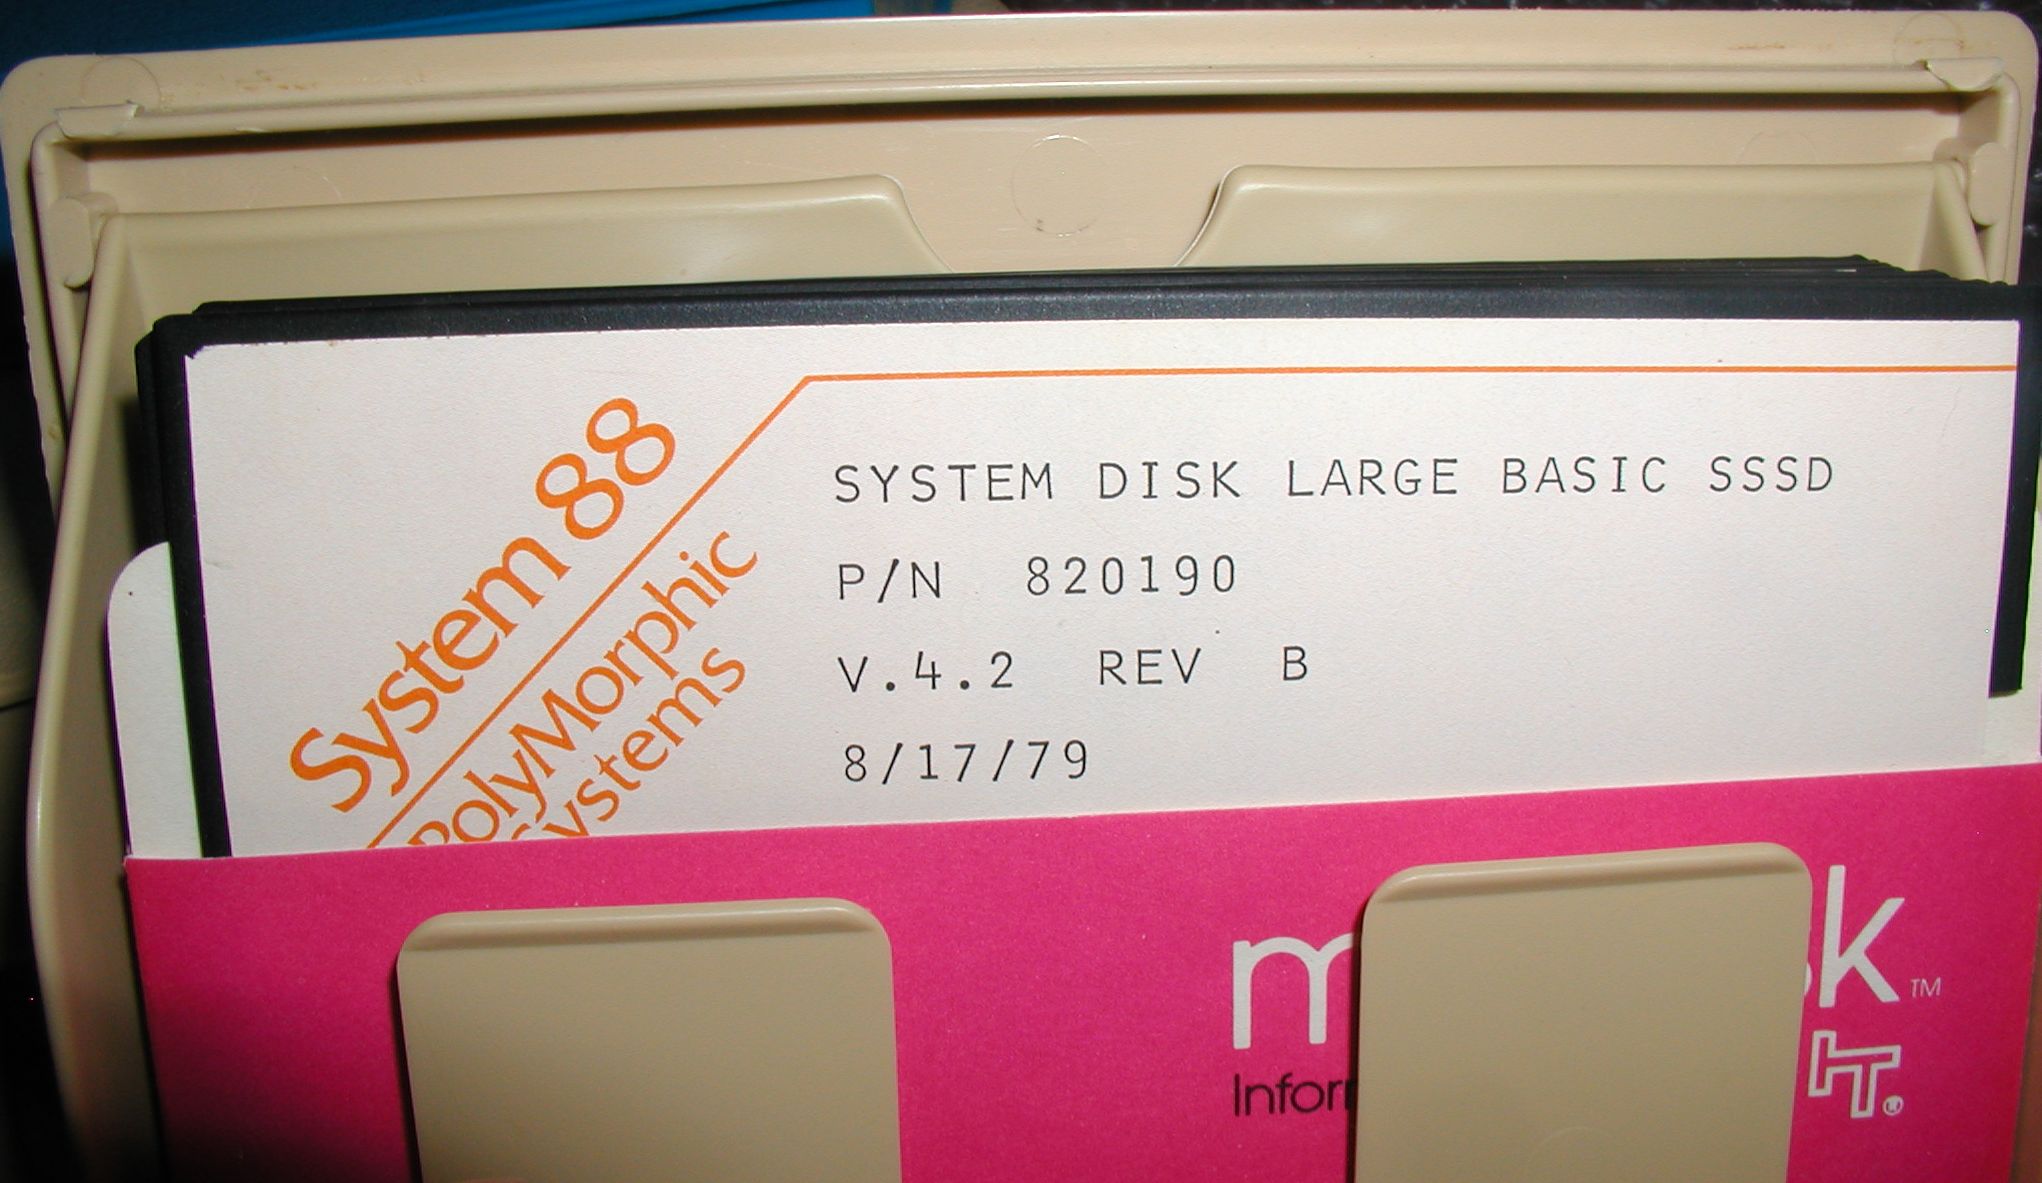 System 88
PolyMorphic
Systems
SYSTEM DISK LARGE BASIC SSSD
P/N 820190
V.4.2 REV B
8/17/79
TM